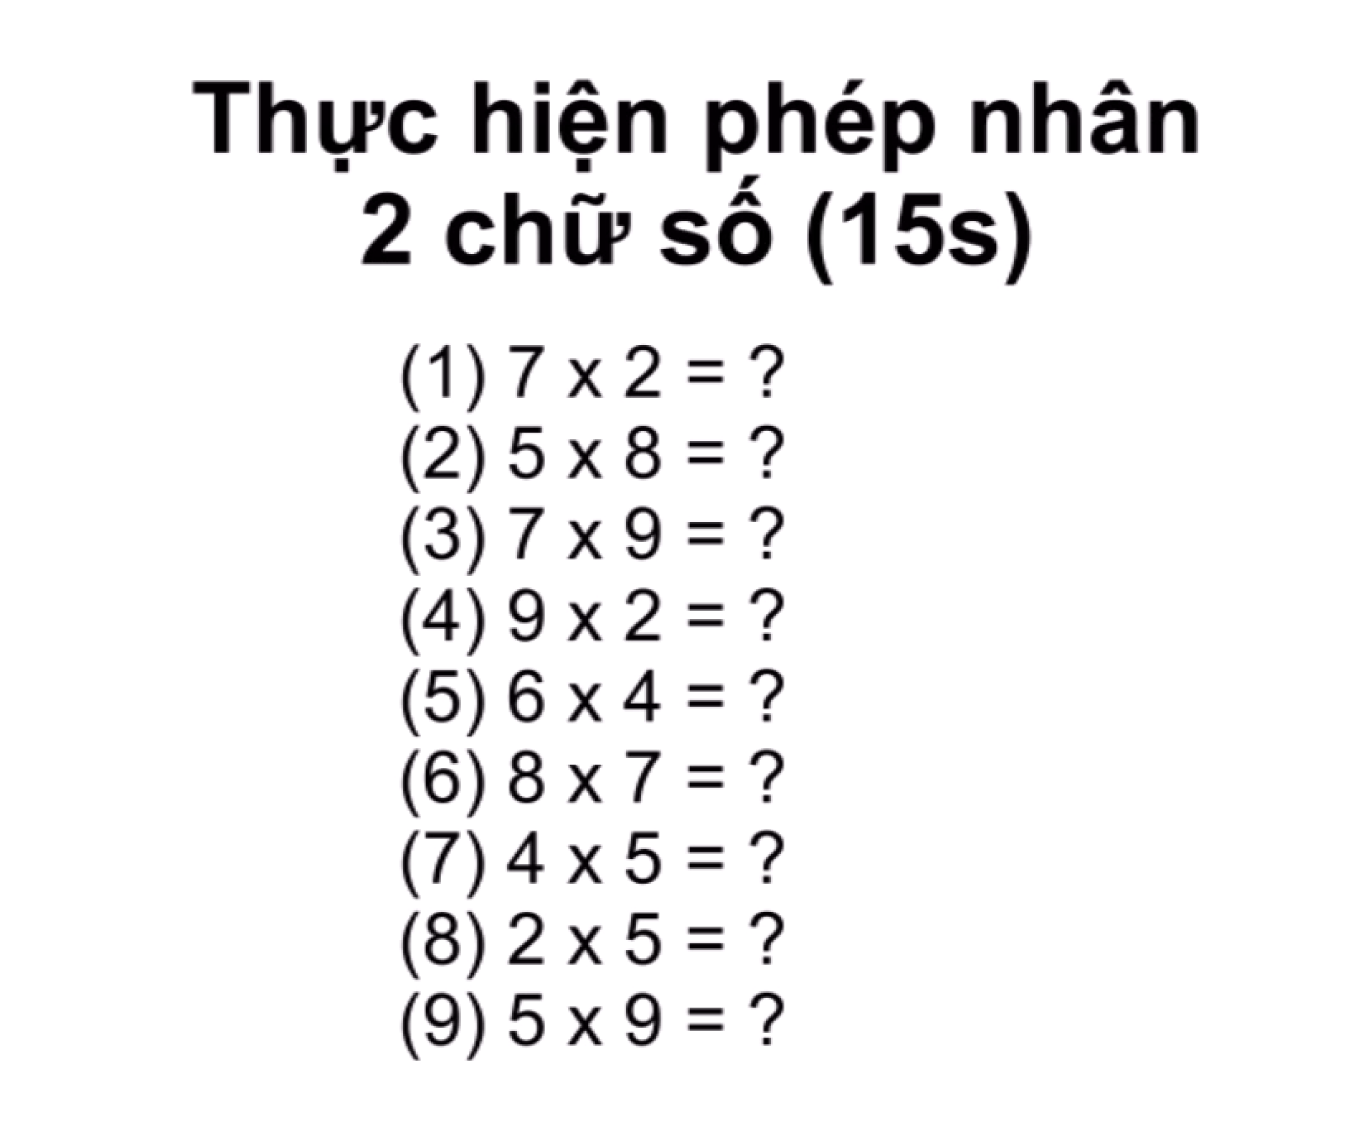 Thực hiện phép nhân
2 chữ số (15s)
(1) 7 x 2 = ?
(2) 5 x 8 = ?
(3) 7 x 9 = ?
(4) 9 x 2 = ?
(5) 6 x 4 = ?
(6) 8 x 7 = ?
(7) 4 x 5 = ?
(8) 2 x 5 = ?
(9) 5 x 9 = ?